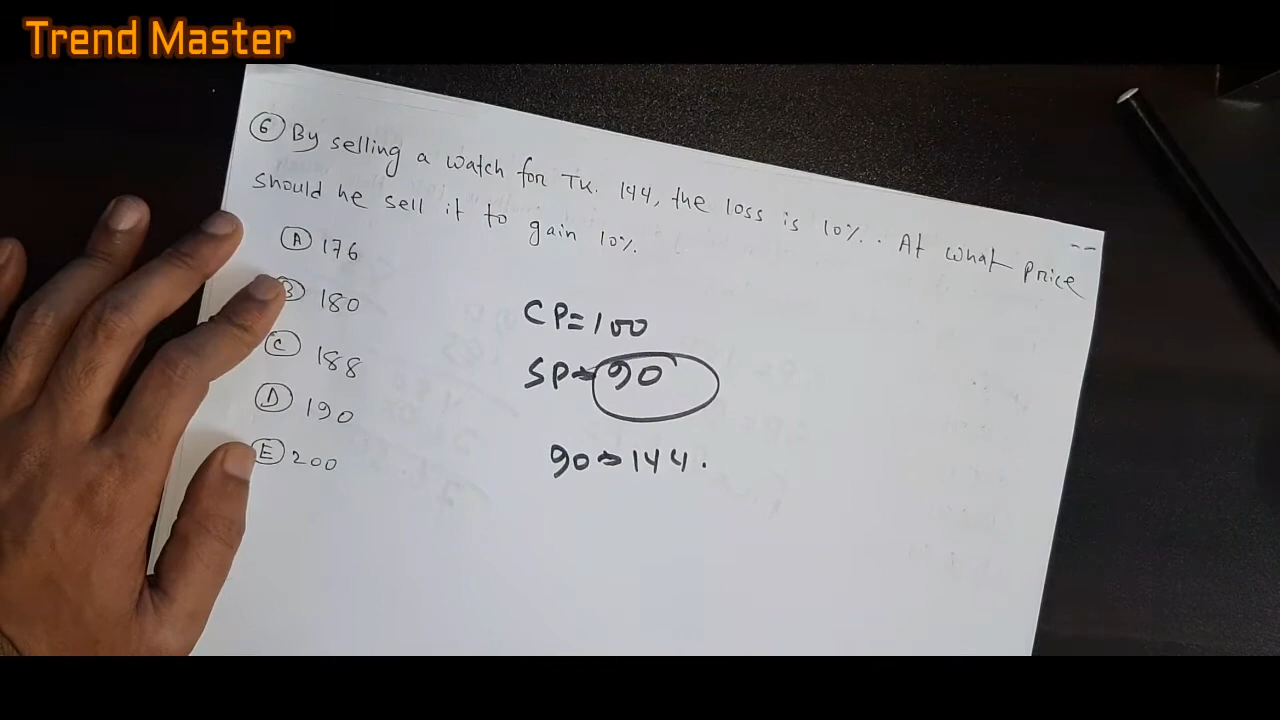 Trend Master
6 By selling a watch for TK. 144, the loss is 10%. At what price
should he sell it to gain 10%.
A 176
B 180
C 188
D 190
E 200
CP=100
SP=90
90→144.